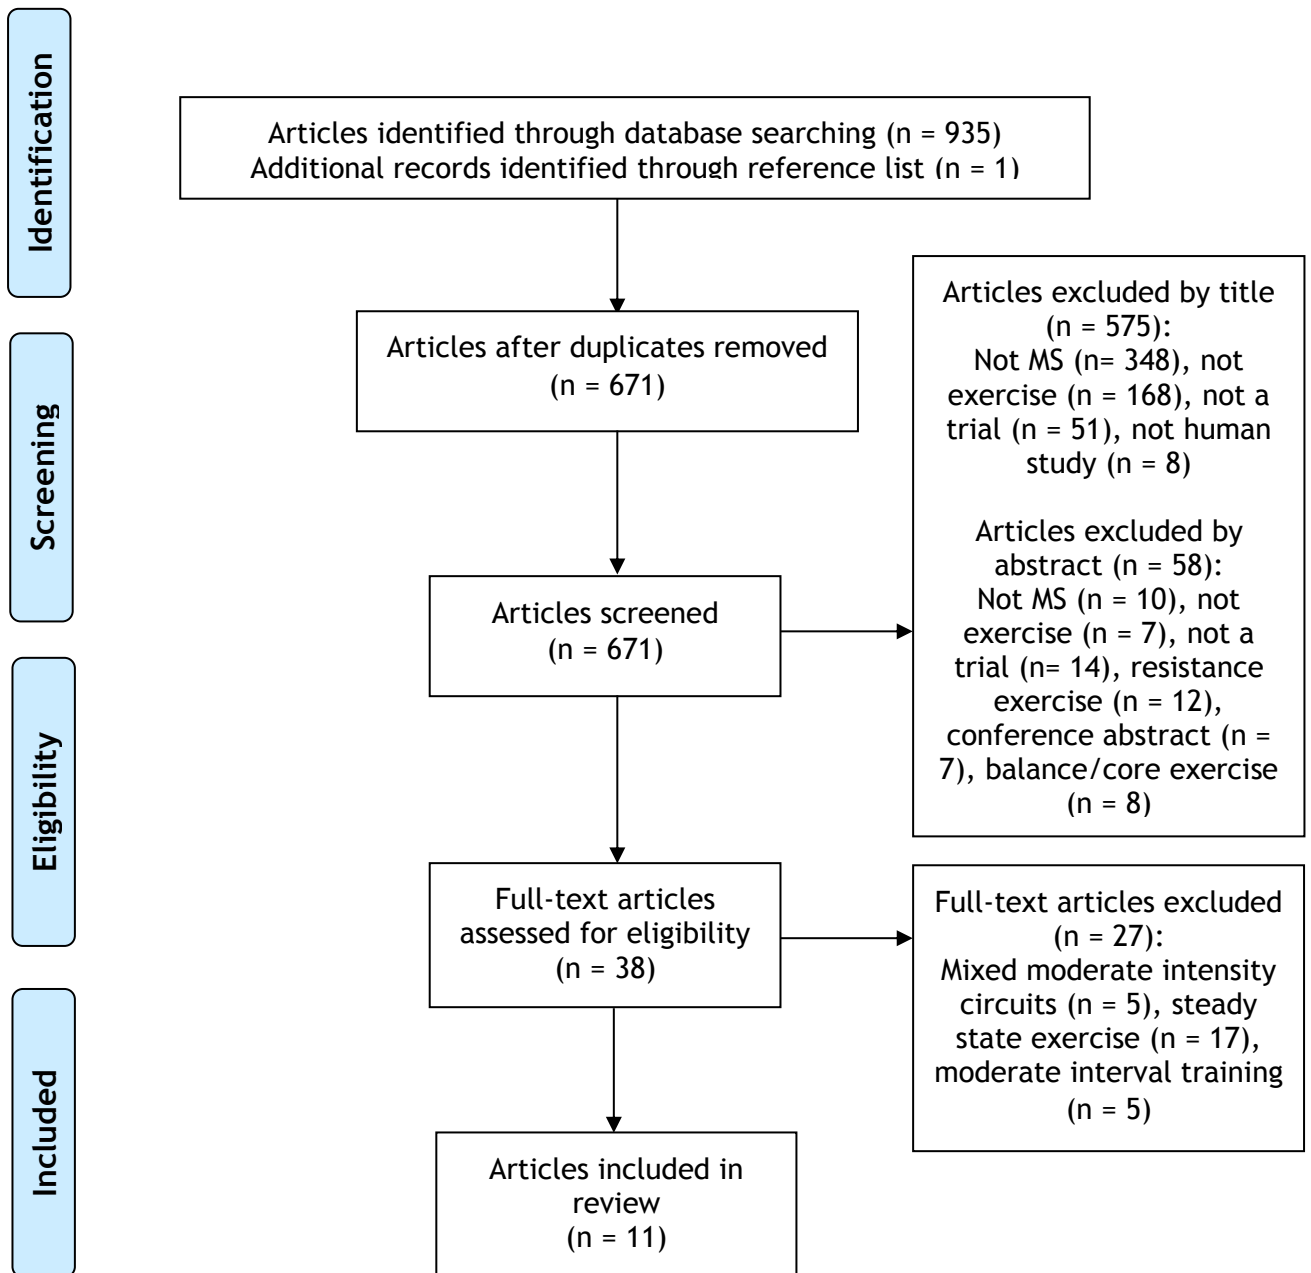 Identification
Articles identified through database searching (n = 935)
Additional records identified through reference list (n = 1)
Screening
Articles after duplicates removed
(n = 671)
Articles excluded by title
(n = 575):
Not MS (n= 348), not
exercise (n = 168), not a
trial (n = 51), not human
study (n = 8)
Articles excluded by
abstract (n = 58):
Not MS (n = 10), not
exercise (n = 7), not a
trial (n= 14), resistance
exercise (n = 12),
conference abstract (n =
7), balance/core exercise
(n = 8)
Articles screened
(n = 671)
Eligibility
Full-text articles
assessed for eligibility
(n = 38)
Full-text articles excluded
(n = 27):
Mixed moderate intensity
circuits (n = 5), steady
state exercise (n = 17),
moderate interval training
(n = 5)
Included
Articles included in
review
(n = 11)